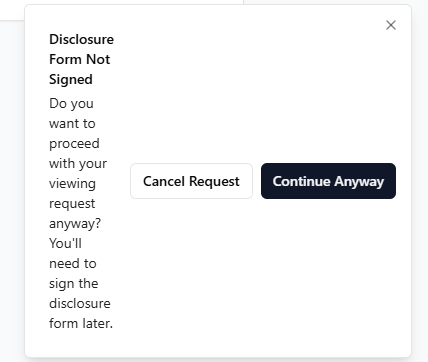 Disclosure
Form Not
Signed
Do you
want to
proceed
with your
viewing
request
anyway?
You'll
need to
sign the
disclosure
form later.
Cancel Request
Continue Anyway